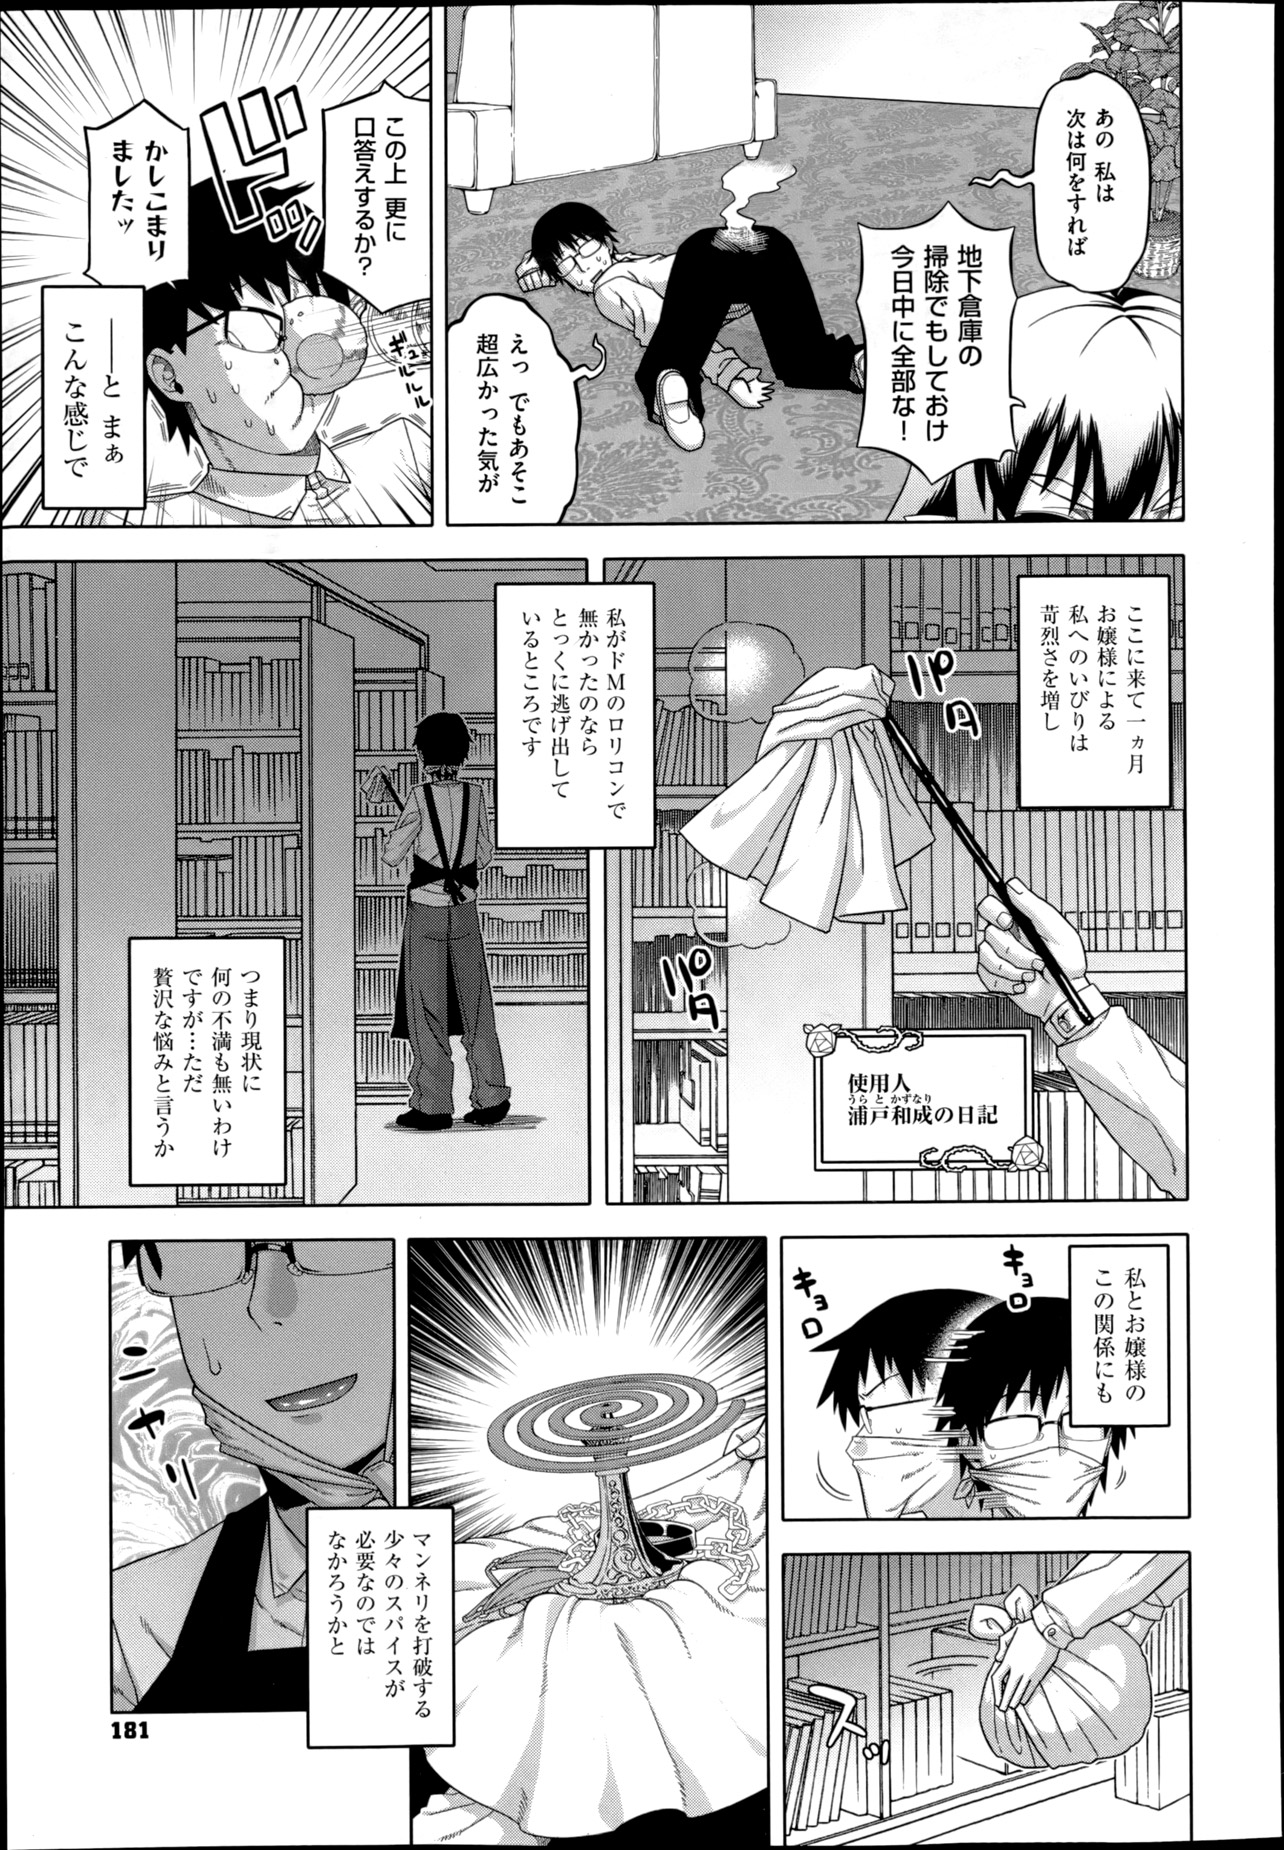 あの 私は
次は何をすれば
地下倉庫の
掃除でもしておけ
今日中に全部な！
えっ でもあそこ
超広かった気が
この上 更に
口答えするか？
ドドド
ギュルルルル
かしこまり
ましたッ
――と まぁ
こんな感じで
ここに来て一ヵ月
お嬢様による
私へのいびりは
苛烈さを増し
パタ
パタ
使用人
うらと かずなり
浦戸和成の日記
私がドMのロリコンで
無かったのなら
とっくに逃げ出して
いるところです
つまり現状に
何の不満も無いわけ
ですが…ただ
贅沢な悩みと言うか
私とお嬢様の
この関係にも
キョロ
キョロ
マンネリを打破する
少々のスパイスが
必要なのでは
なかろうかと
ニヤリ
181